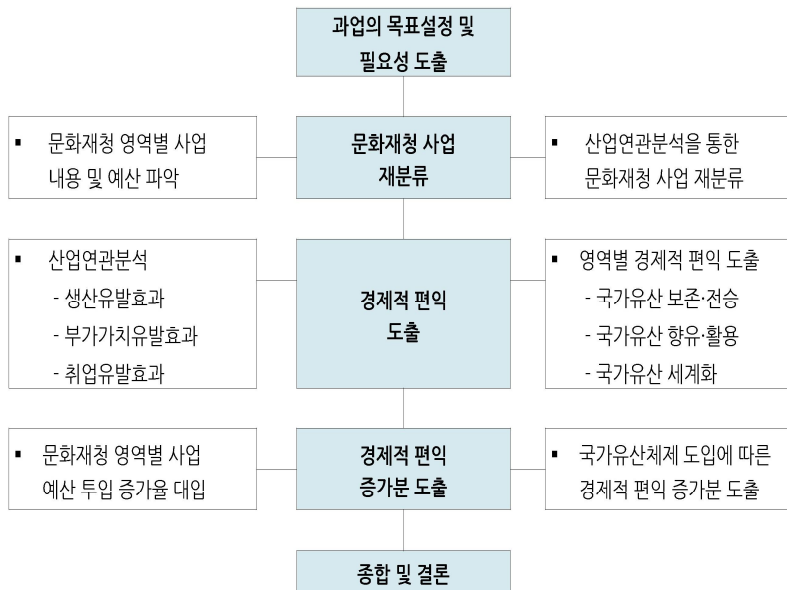 과업의 목표설정 및
필요성 도출
▪ 문화재청 영역별 사업
내용 및 예산 파악
문화재청 사업
재분류
▪ 산업연관분석을 통한
문화재청 사업 재분류
▪ 산업연관분석
- 생산유발효과
- 부가가치유발효과
- 취업유발효과
경제적 편익
도출
▪ 영역별 경제적 편익 도출
- 국가유산 보존·전승
- 국가유산 향유·활용
- 국가유산 세계화
▪ 문화재청 영역별 사업
예산 투입 증가율 대입
경제적 편익
증가분 도출
▪ 국가유산체제 도입에 따른
경제적 편익 증가분 도출
종합 및 결론